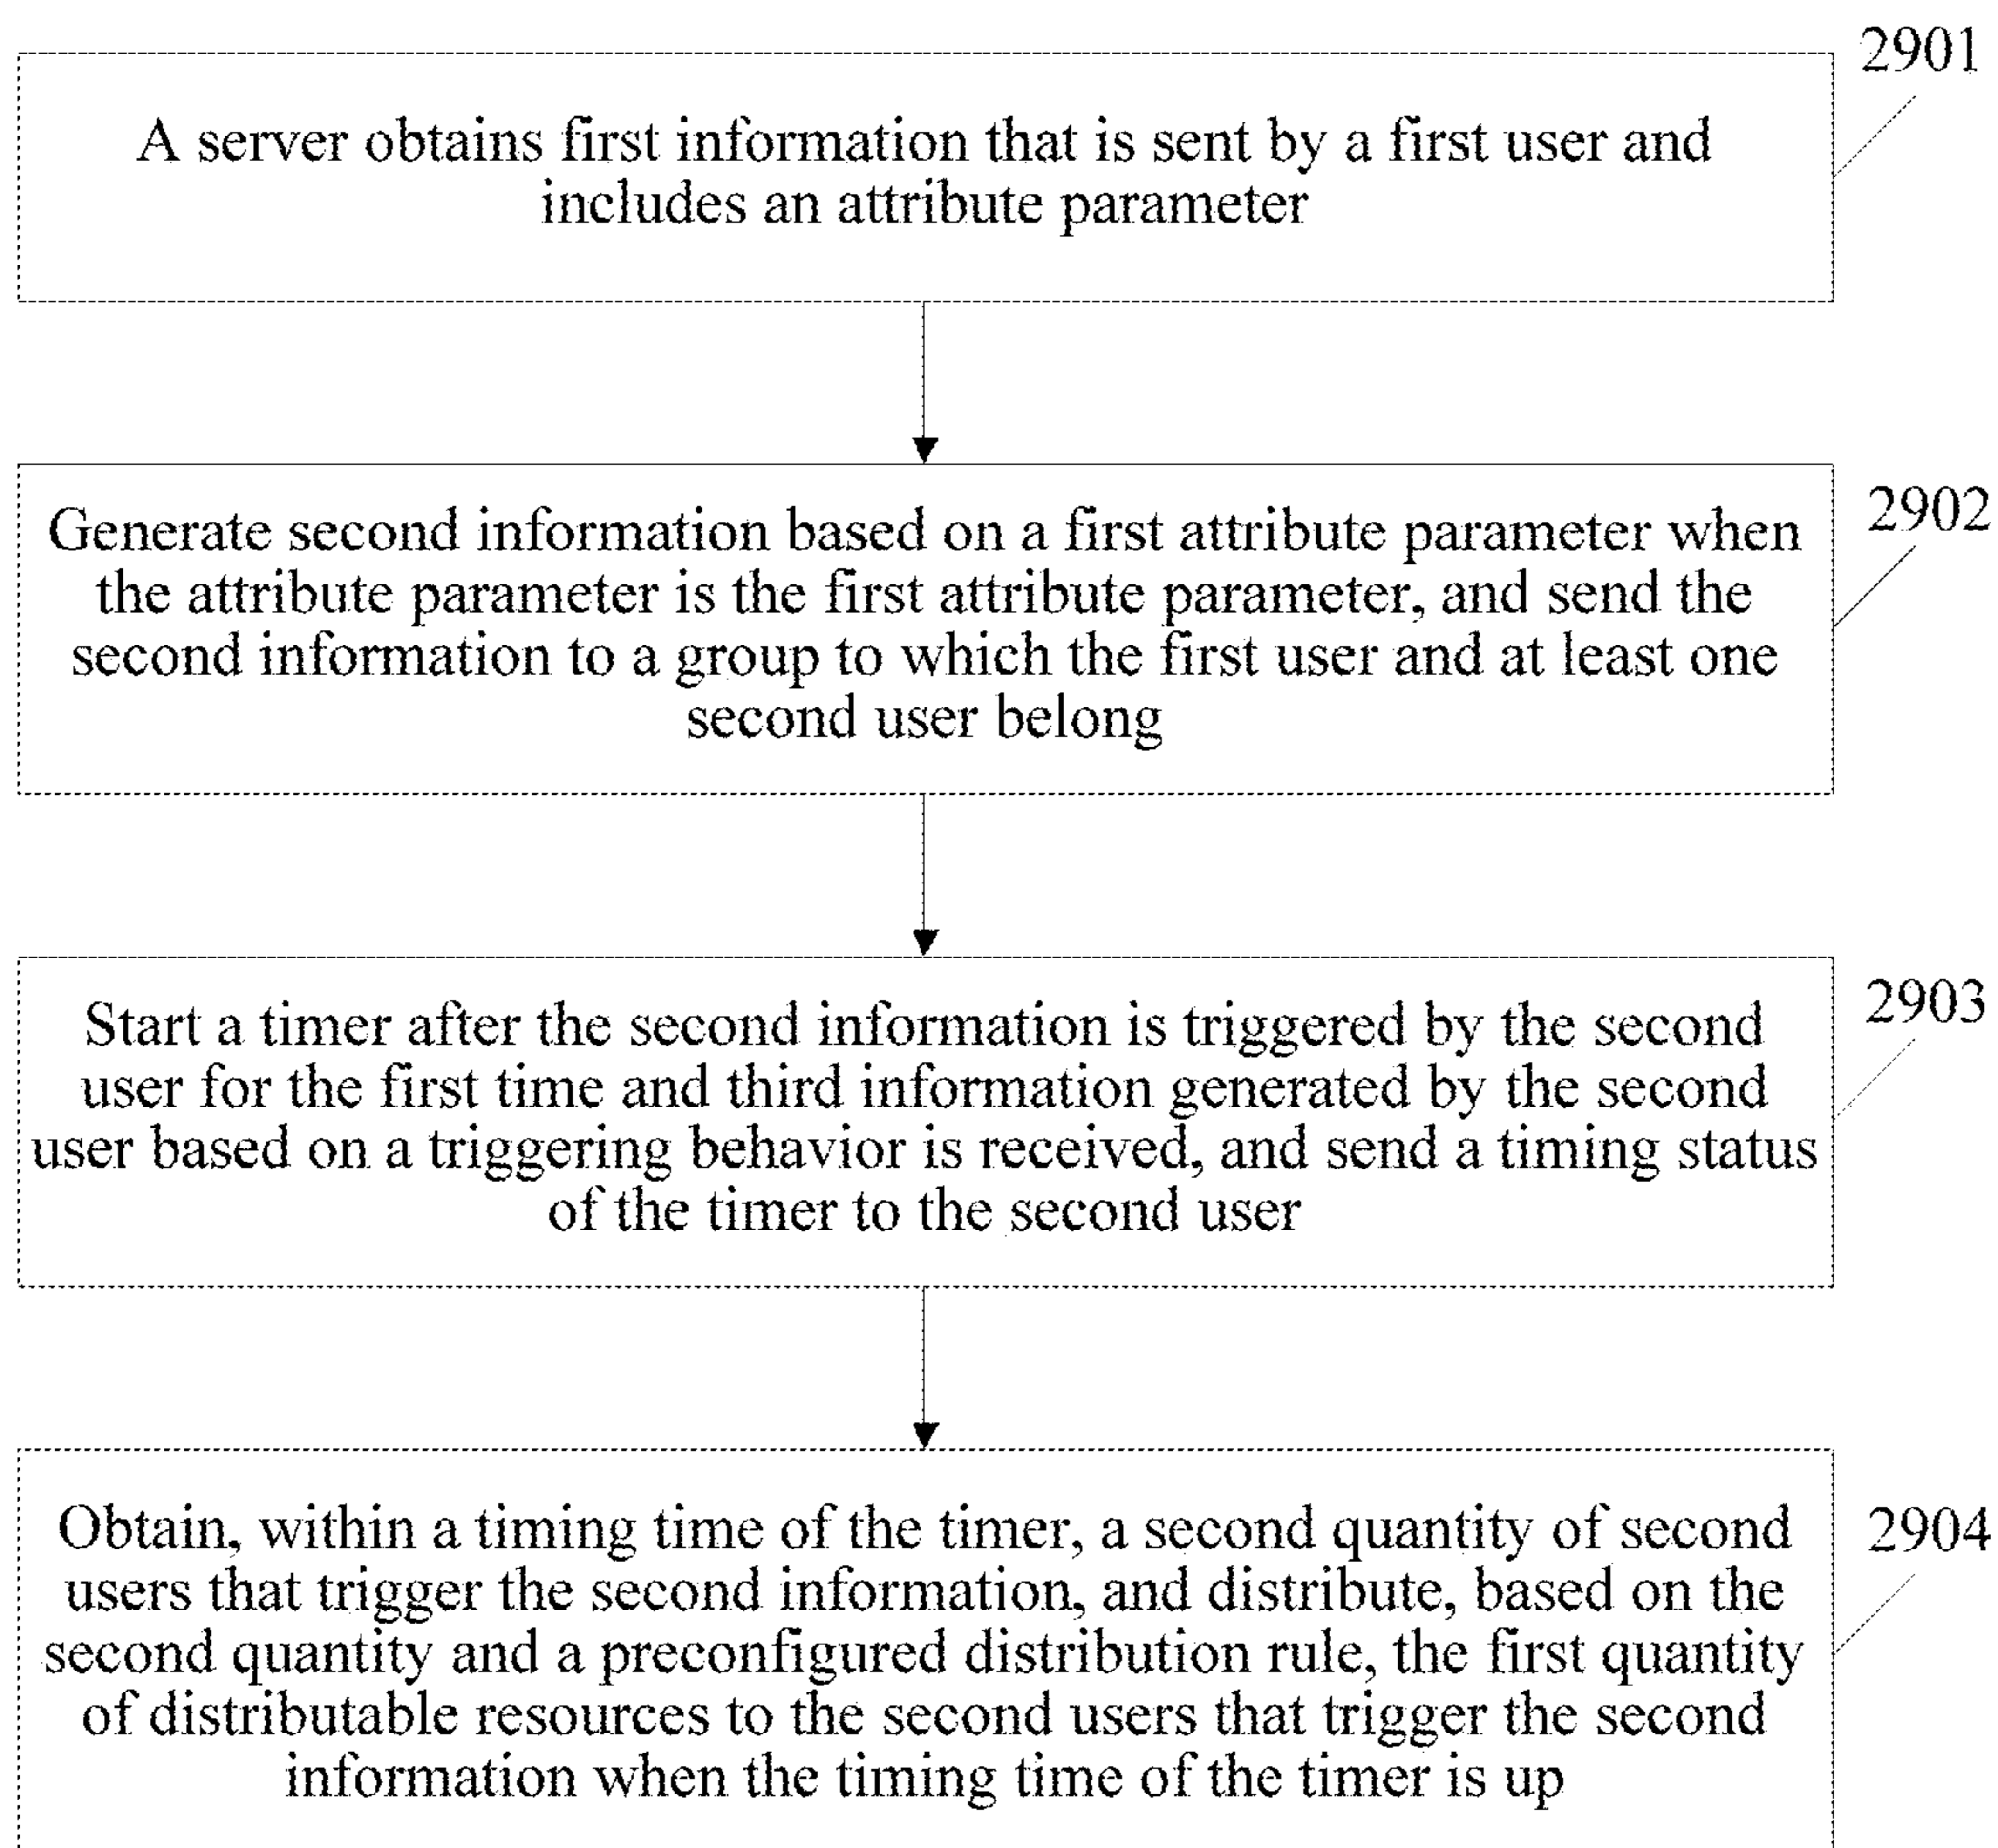 2901
A server obtains first information that is sent by a first user and
includes an attribute parameter
2902
Generate second information based on a first attribute parameter when
the attribute parameter is the first attribute parameter, and send the
second information to a group to which the first user and at least one
second user belong
2903
Start a timer after the second information is triggered by the second
user for the first time and third information generated by the second
user based on a triggering behavior is received, and send a timing status
of the timer to the second user
2904
Obtain, within a timing time of the timer, a second quantity of second
users that trigger the second information, and distribute, based on the
second quantity and a preconfigured distribution rule, the first quantity
of distributable resources to the second users that trigger the second
information when the timing time of the timer is up